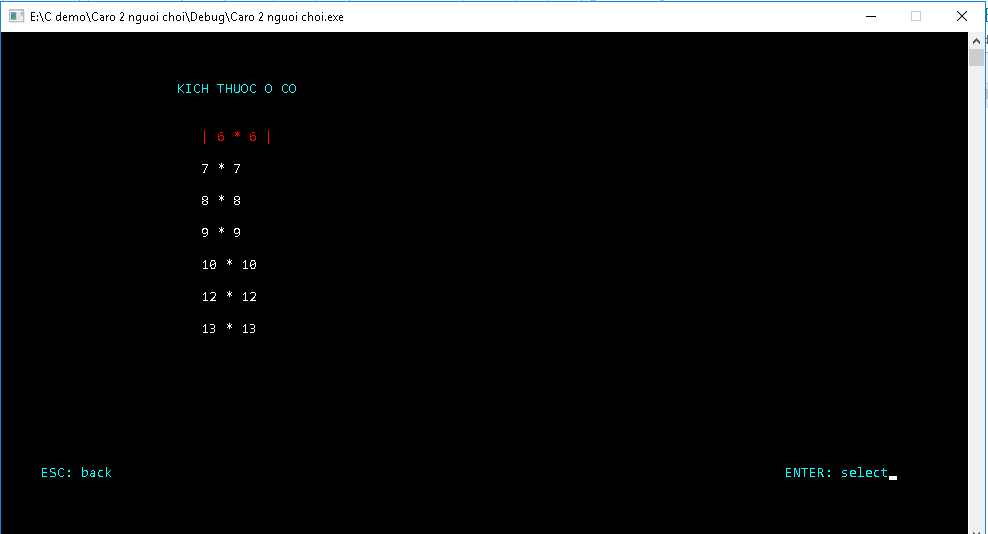 E:\C demo\Caro 2 nguoi choi\Debug\Caro 2 nguoi choi.exe
KICH THUOC O CO
| 6 * 6 |
7 * 7
8 * 8
9 * 9
10 * 10
12 * 12
13 * 13
ESC: back
ENTER: select